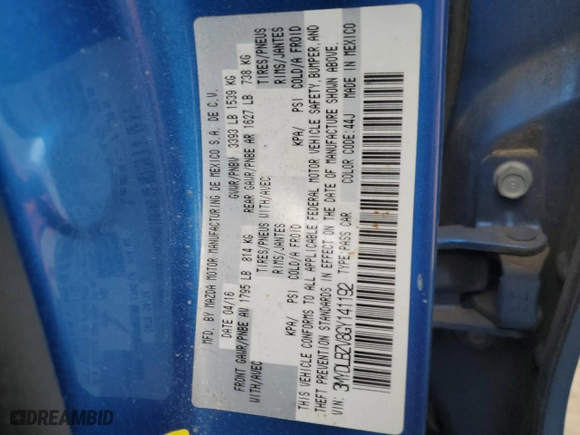 MFD. BY MAZDA MOTOR MANUFACTURING DE MEXICO S.A. DE C.V.
DATE 04/16 GVWR/PNBV 3393 LB 1539 KG
FRONT GAWR/PNBE AV 1795 LB 814 KG REAR GAWR/PNBE AR 1627 LB 738 KG
WITH/AVEC TIRES/PNEUS WITH/AVEC TIRES/PNEUS
RIMS/JANTES RIMS/JANTES
KPA/ PSI COLD/A FROID KPA/ PSI COLD/A FROID
THIS VEHICLE CONFORMS TO ALL APPLICABLE FEDERAL MOTOR VEHICLE SAFETY, BUMPER, AND
THEFT PREVENTION STANDARDS IN EFFECT ON THE DATE OF MANUFACTURE SHOWN ABOVE.
VIN: 3MYDLBZV8GY141192 TYPE:PASS CAR COLOR CODE:44J MADE IN MEXICO
DREAMBID